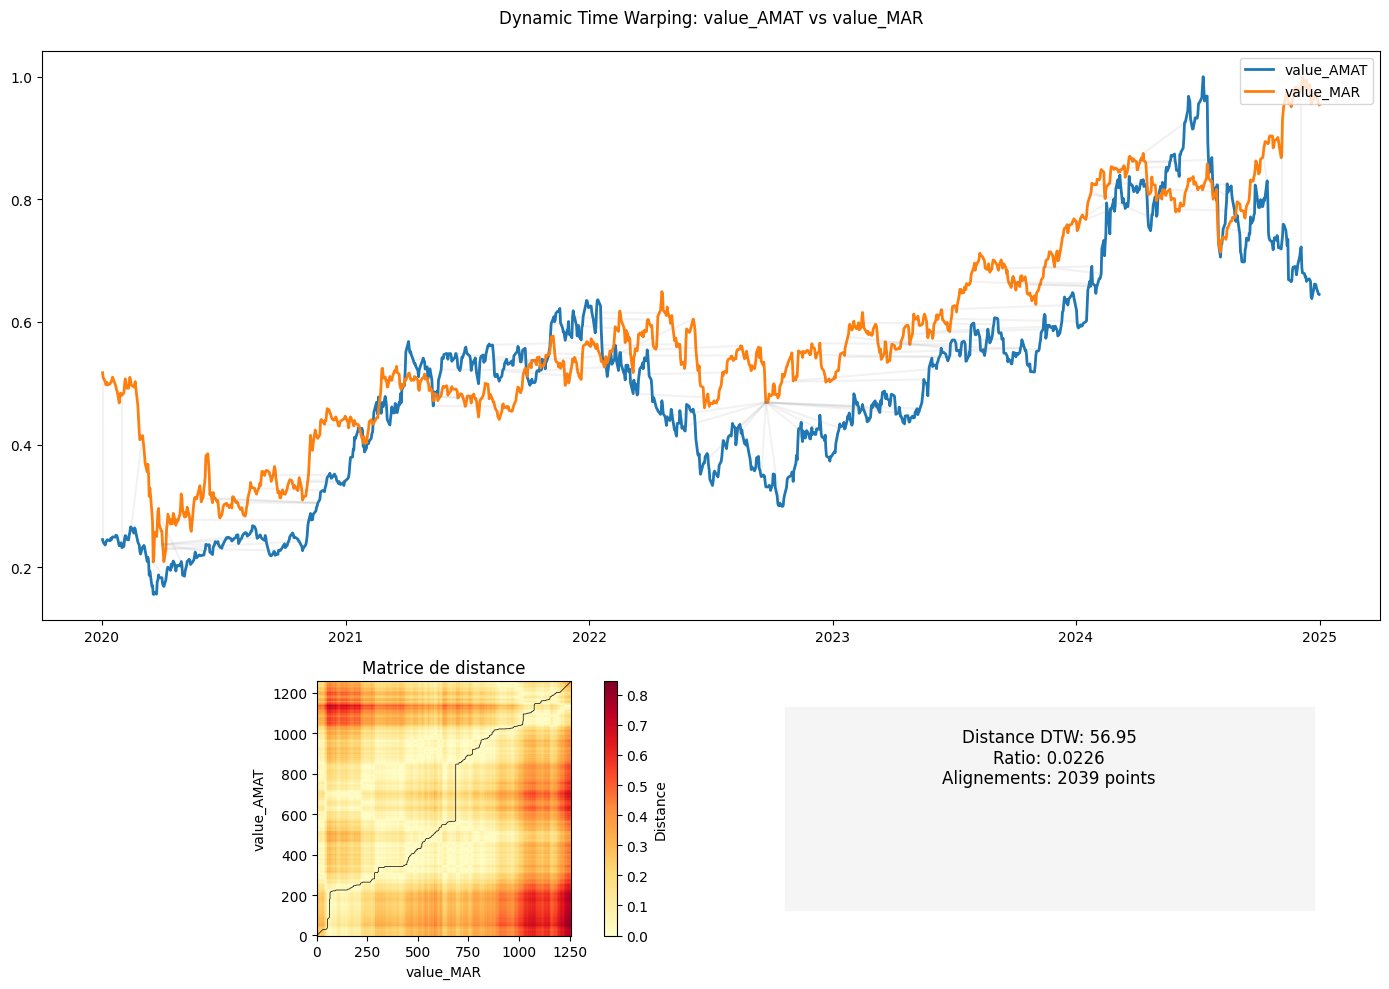 Dynamic Time Warping: value_AMAT vs value_MAR
1.0
0.8
0.6
0.4
0.2
value_AMAT
value_MAR
2020 2021 2022 2023 2024 2025
Matrice de distance
value_AMAT
1200
1000
800
600
400
200
0
0 250 500 750 1000 1250
value_MAR
0.8
0.7
0.6
0.5
0.4
0.3
0.2
0.1
0.0
Distance
Distance DTW: 56.95
Ratio: 0.0226
Alignements: 2039 points